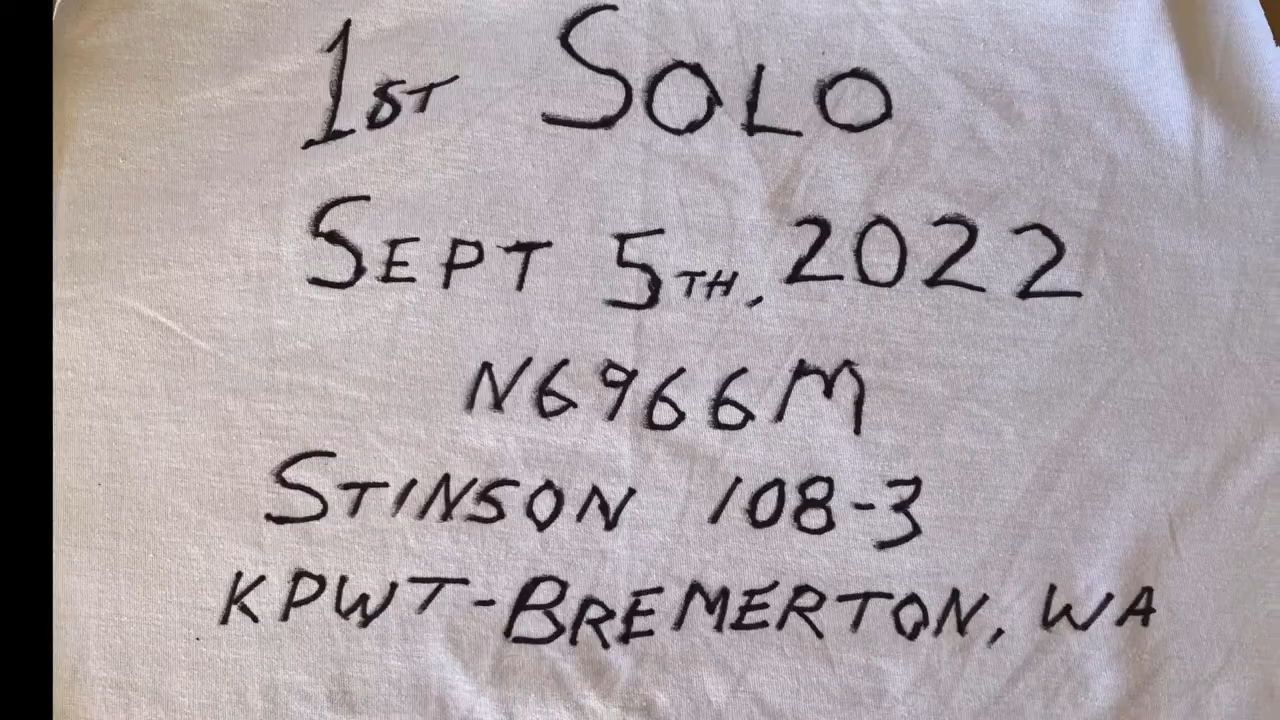 1ST SOLO
SEPT 5TH, 2022
N6966M
STINSON 108-3
KPWT-BREMERTON, WA